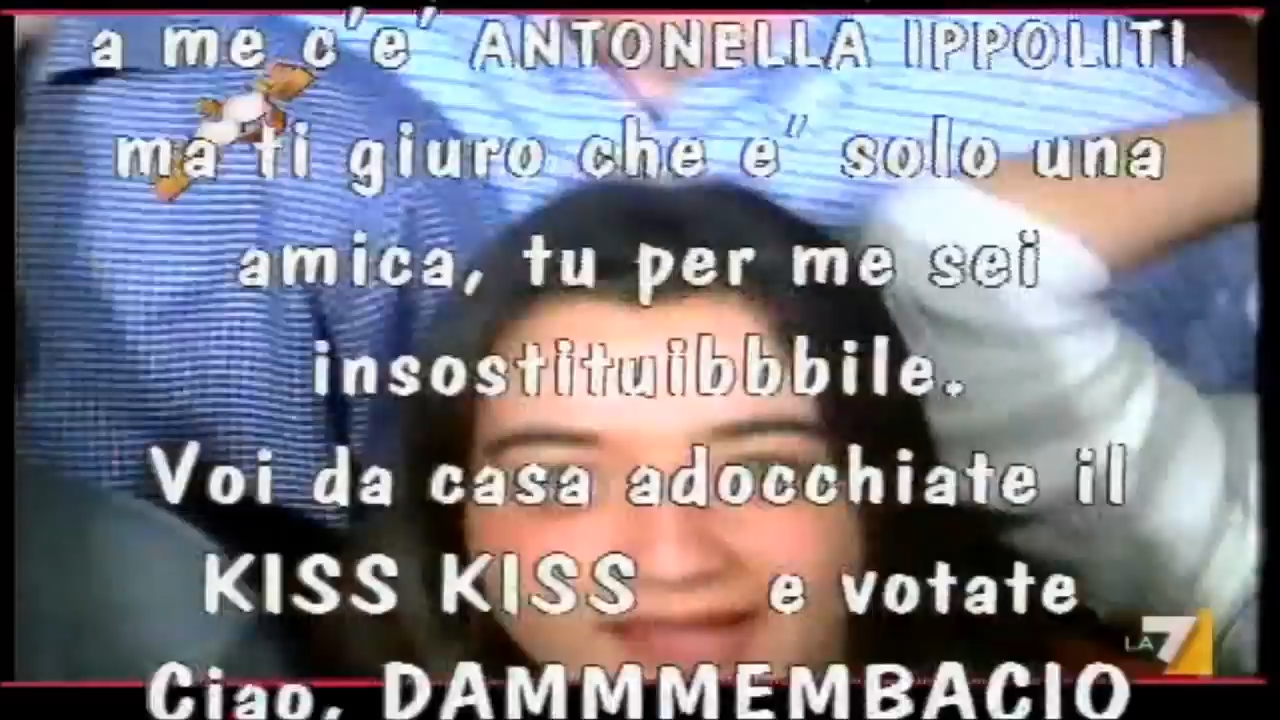 a me c'e' ANTONELLA IPPOLITI
ma ti giuro che e" solo una
amica, tu per me sei
insostituibbbile.
Voi da casa adocchiate il
KISS KISS e votate
Ciao, DAMMMEMBACIO
LA7